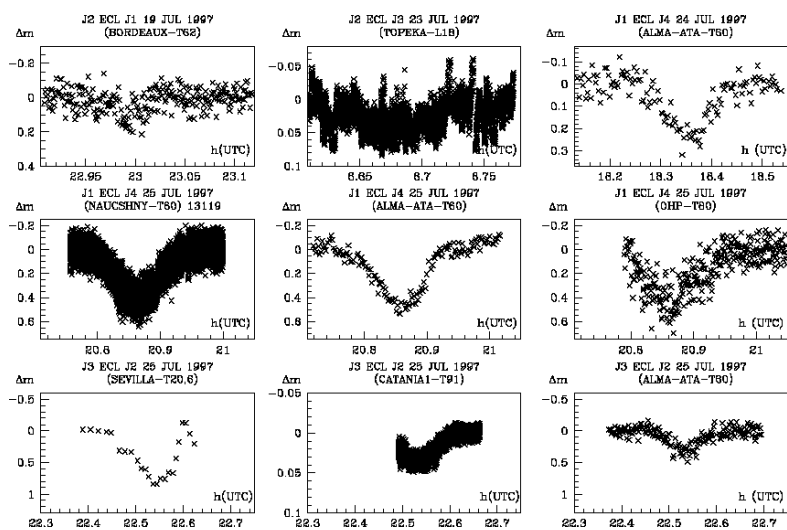 J2 ECL J1 19 JUL 1997
(BORDEAUX-T62)
Δm
-0.2
0
0.2
0.4
h(UTC)
22.95 23 23.05 23.1
J2 ECL J3 23 JUL 1997
(TOPEKA-L18)
Δm
-0.05
0
0.05
0.1
h(UTC)
8.65 8.7 8.75
J1 ECL J4 24 JUL 1997
(ALMA-ATA-T60)
Δm
-0.1
0
0.1
0.2
0.3
h (UTC)
18.2 18.3 18.4 18.5
J1 ECL J4 25 JUL 1997
(NAUCSHNY-T60) 13119
Δm
-0.2
0
0.2
0.4
0.6
h(UTC)
20.8 20.9 21
J1 ECL J4 25 JUL 1997
(ALMA-ATA-T60)
Δm
-0.2
0
0.2
0.4
0.6
h(UTC)
20.8 20.9 21
J1 ECL J4 25 JUL 1997
(OHP-T60)
Δm
-0.2
0
0.2
0.4
0.6
h (UTC)
20.8 20.9 21
J3 ECL J2 25 JUL 1997
(SEVILLA-T20,6)
Δm
-0.5
0
0.5
1
h(UTC)
22.3 22.4 22.5 22.6 22.7
J3 ECL J2 25 JUL 1997
(CATANIA1-T91)
Δm
-0.05
0
0.05
0.1
h(UTC)
22.3 22.4 22.5 22.6 22.7
J3 ECL J2 25 JUL 1997
(ALMA-ATA-T60)
Δm
-0.5
0
0.5
1
h(UTC)
22.3 22.4 22.5 22.6 22.7